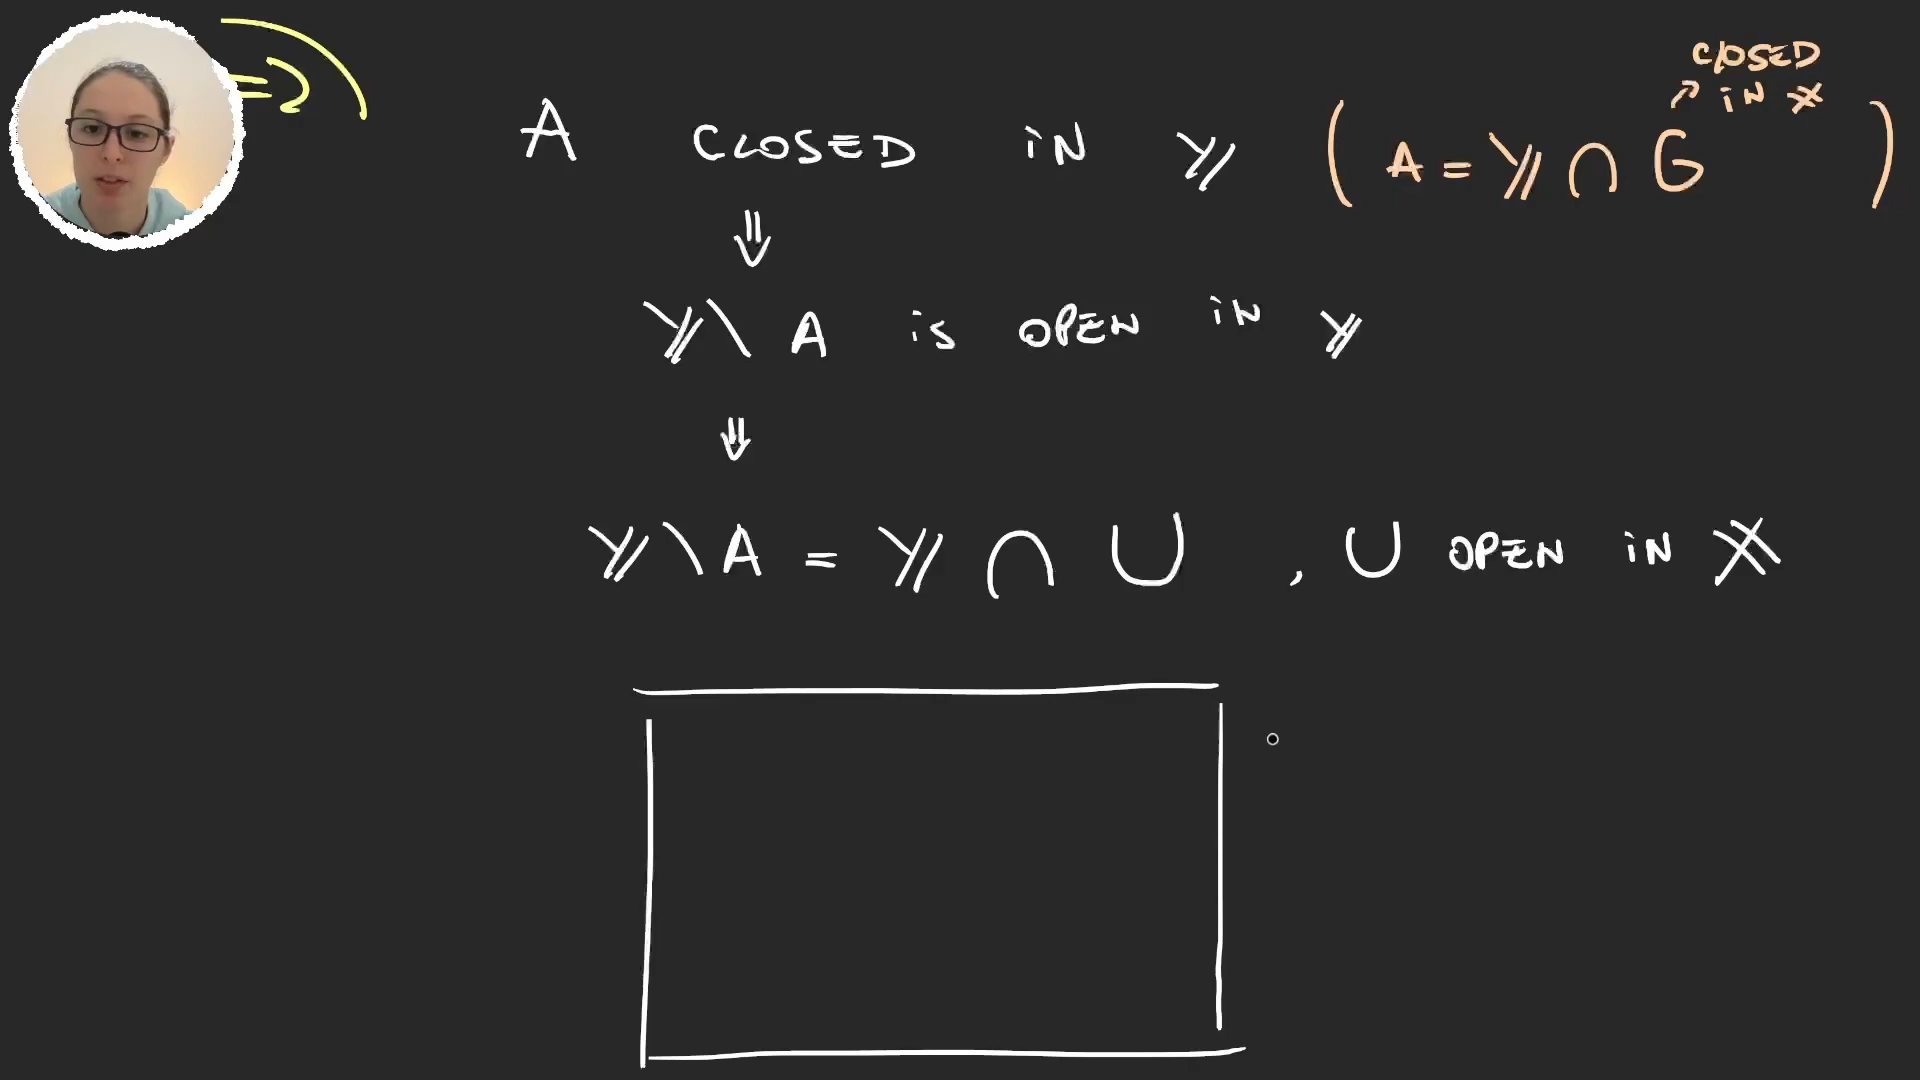 ⇒)
A CLOSED IN Y ( A = Y ∩ G ↗ CLOSED IN X )
⇓
Y \ A is OPEN IN Y
⇓
Y \ A = Y ∩ U , U OPEN IN X